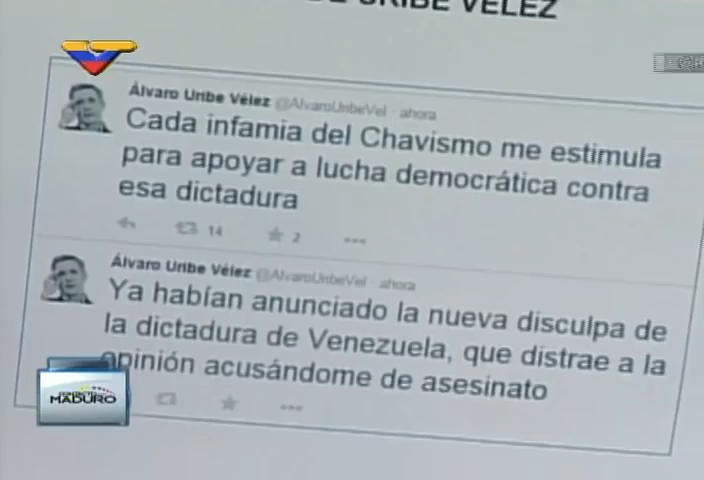 URIBE VÉLEZ
Álvaro Uribe Vélez @AlvaroUribeVel · ahora
Cada infamia del Chavismo me estimula
para apoyar a lucha democrática contra
esa dictadura
14 2
Álvaro Uribe Vélez @AlvaroUribeVel · ahora
Ya habían anunciado la nueva disculpa de
la dictadura de Venezuela, que distrae a la
opinión acusándome de asesinato
MADURO